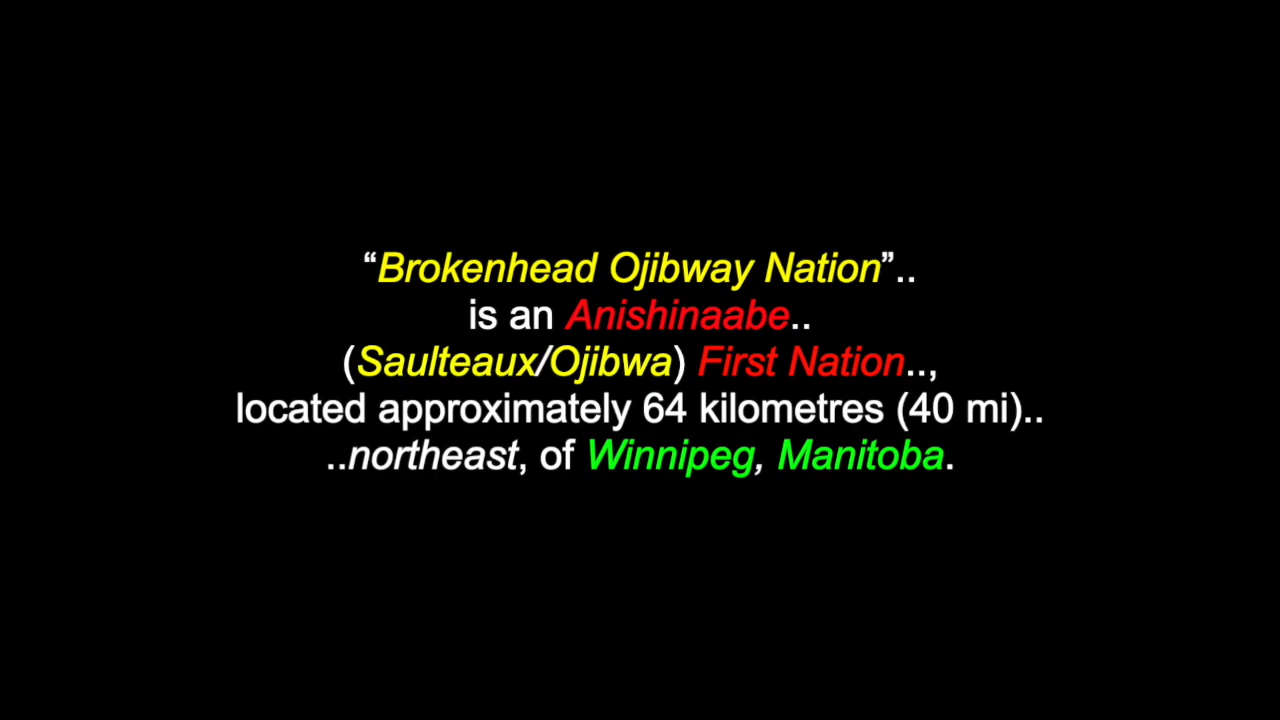 “Brokenhead Ojibway Nation”..
is an Anishinaabe..
(Saulteaux/Ojibwa) First Nation..,
located approximately 64 kilometres (40 mi)..
..northeast, of Winnipeg, Manitoba.